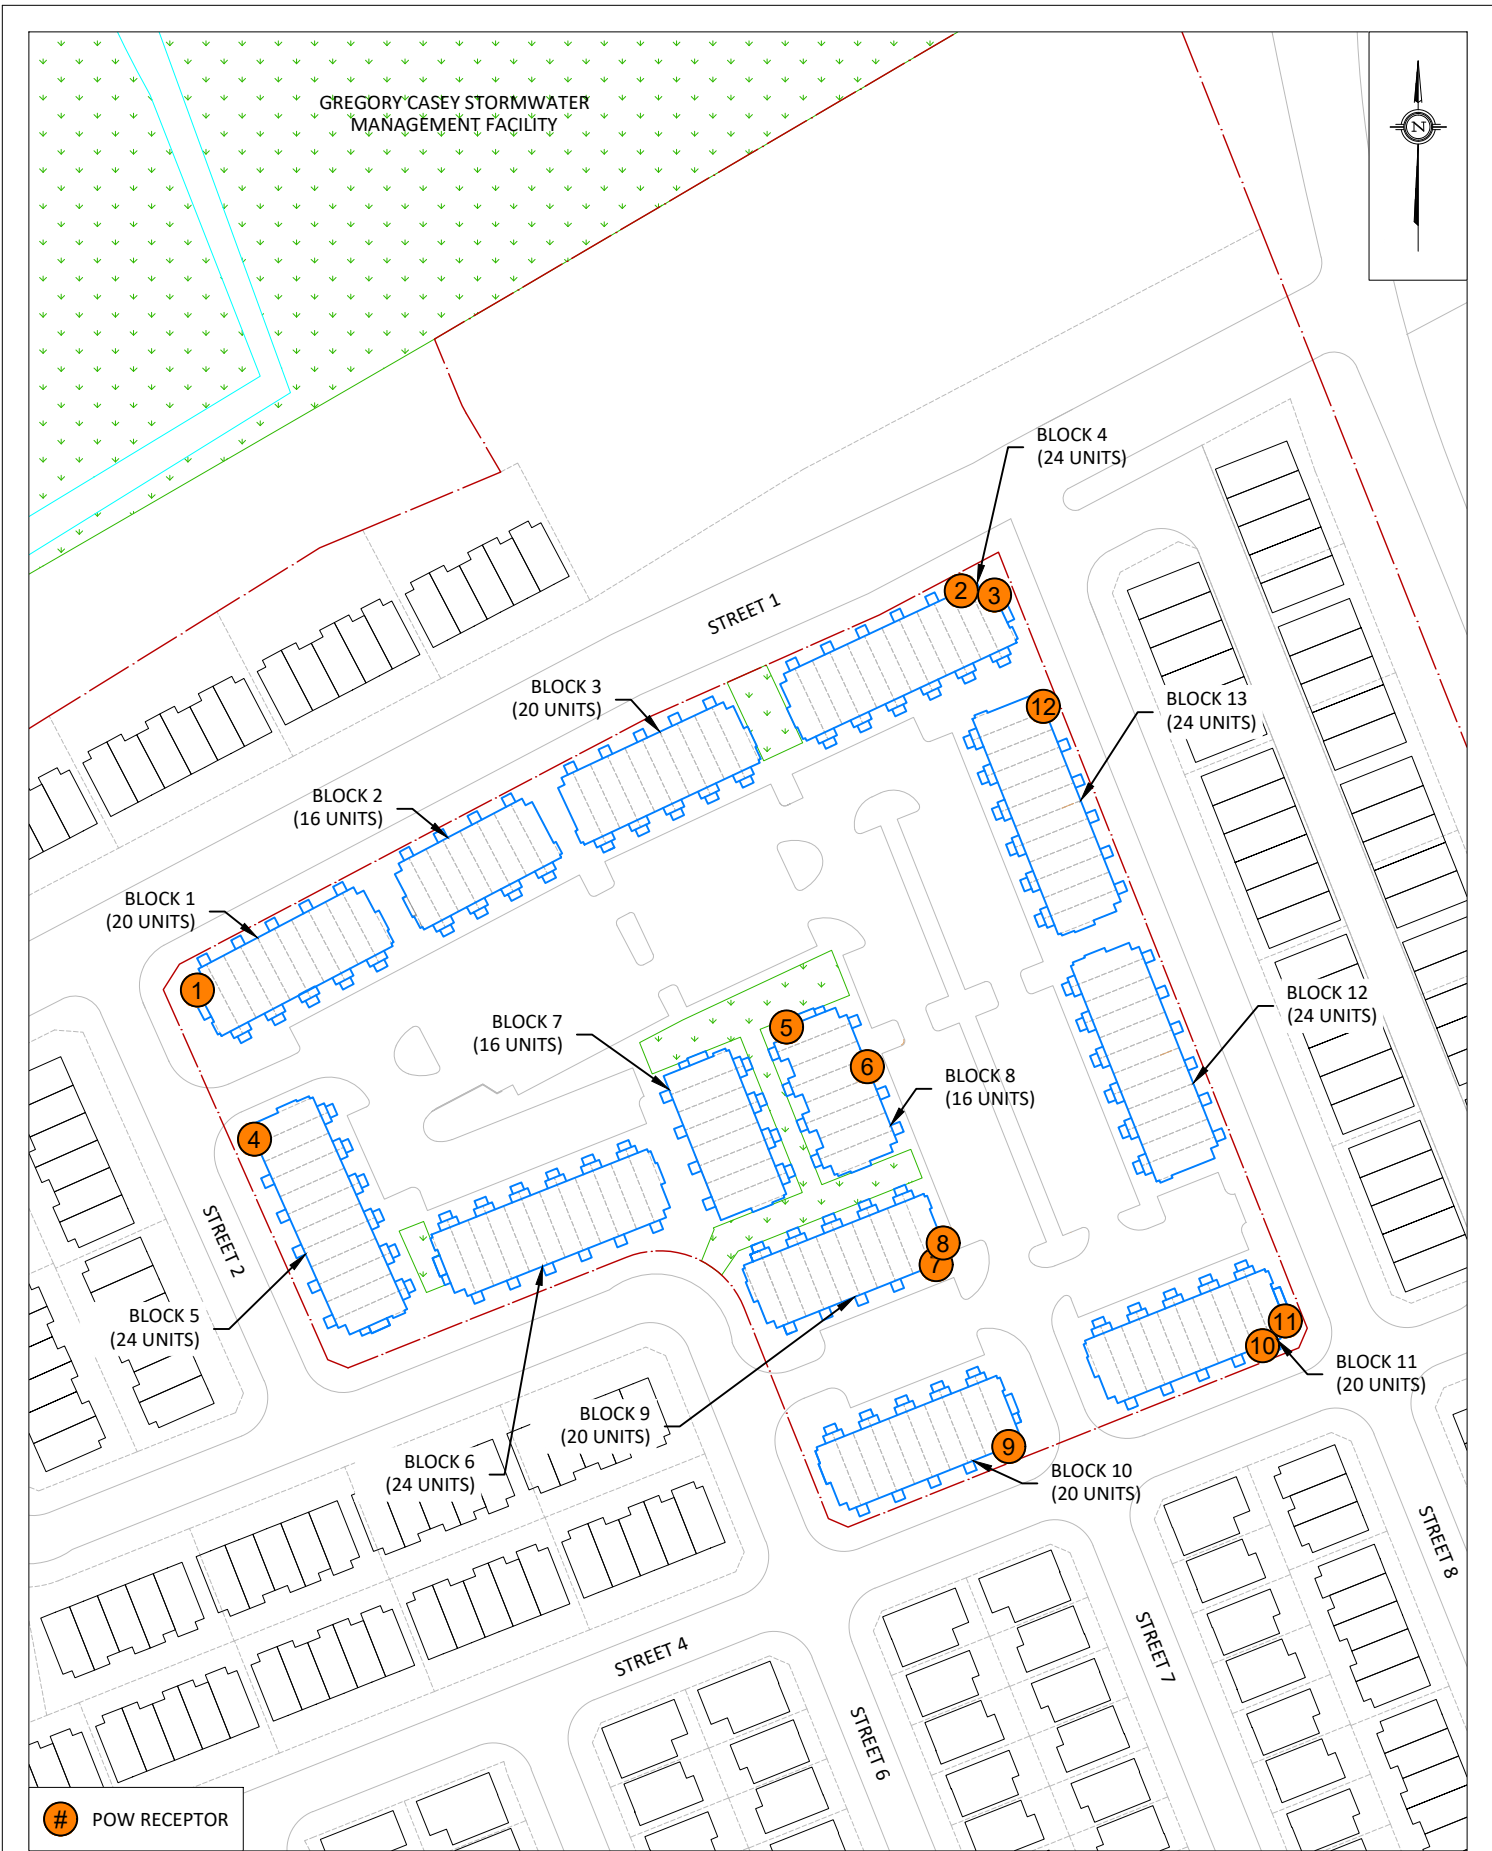 GREGORY CASEY STORMWATER
MANAGEMENT FACILITY
N
BLOCK 4
(24 UNITS)
2
3
STREET 1
BLOCK 3
(20 UNITS)
12
BLOCK 13
(24 UNITS)
BLOCK 2
(16 UNITS)
BLOCK 1
(20 UNITS)
1
BLOCK 12
(24 UNITS)
BLOCK 7
(16 UNITS)
5
6
BLOCK 8
(16 UNITS)
4
STREET 2
8
7
BLOCK 5
(24 UNITS)
11
10
BLOCK 11
(20 UNITS)
BLOCK 9
(20 UNITS)
9
BLOCK 6
(24 UNITS)
BLOCK 10
(20 UNITS)
STREET 8
STREET 4
STREET 7
STREET 6
# POW RECEPTOR